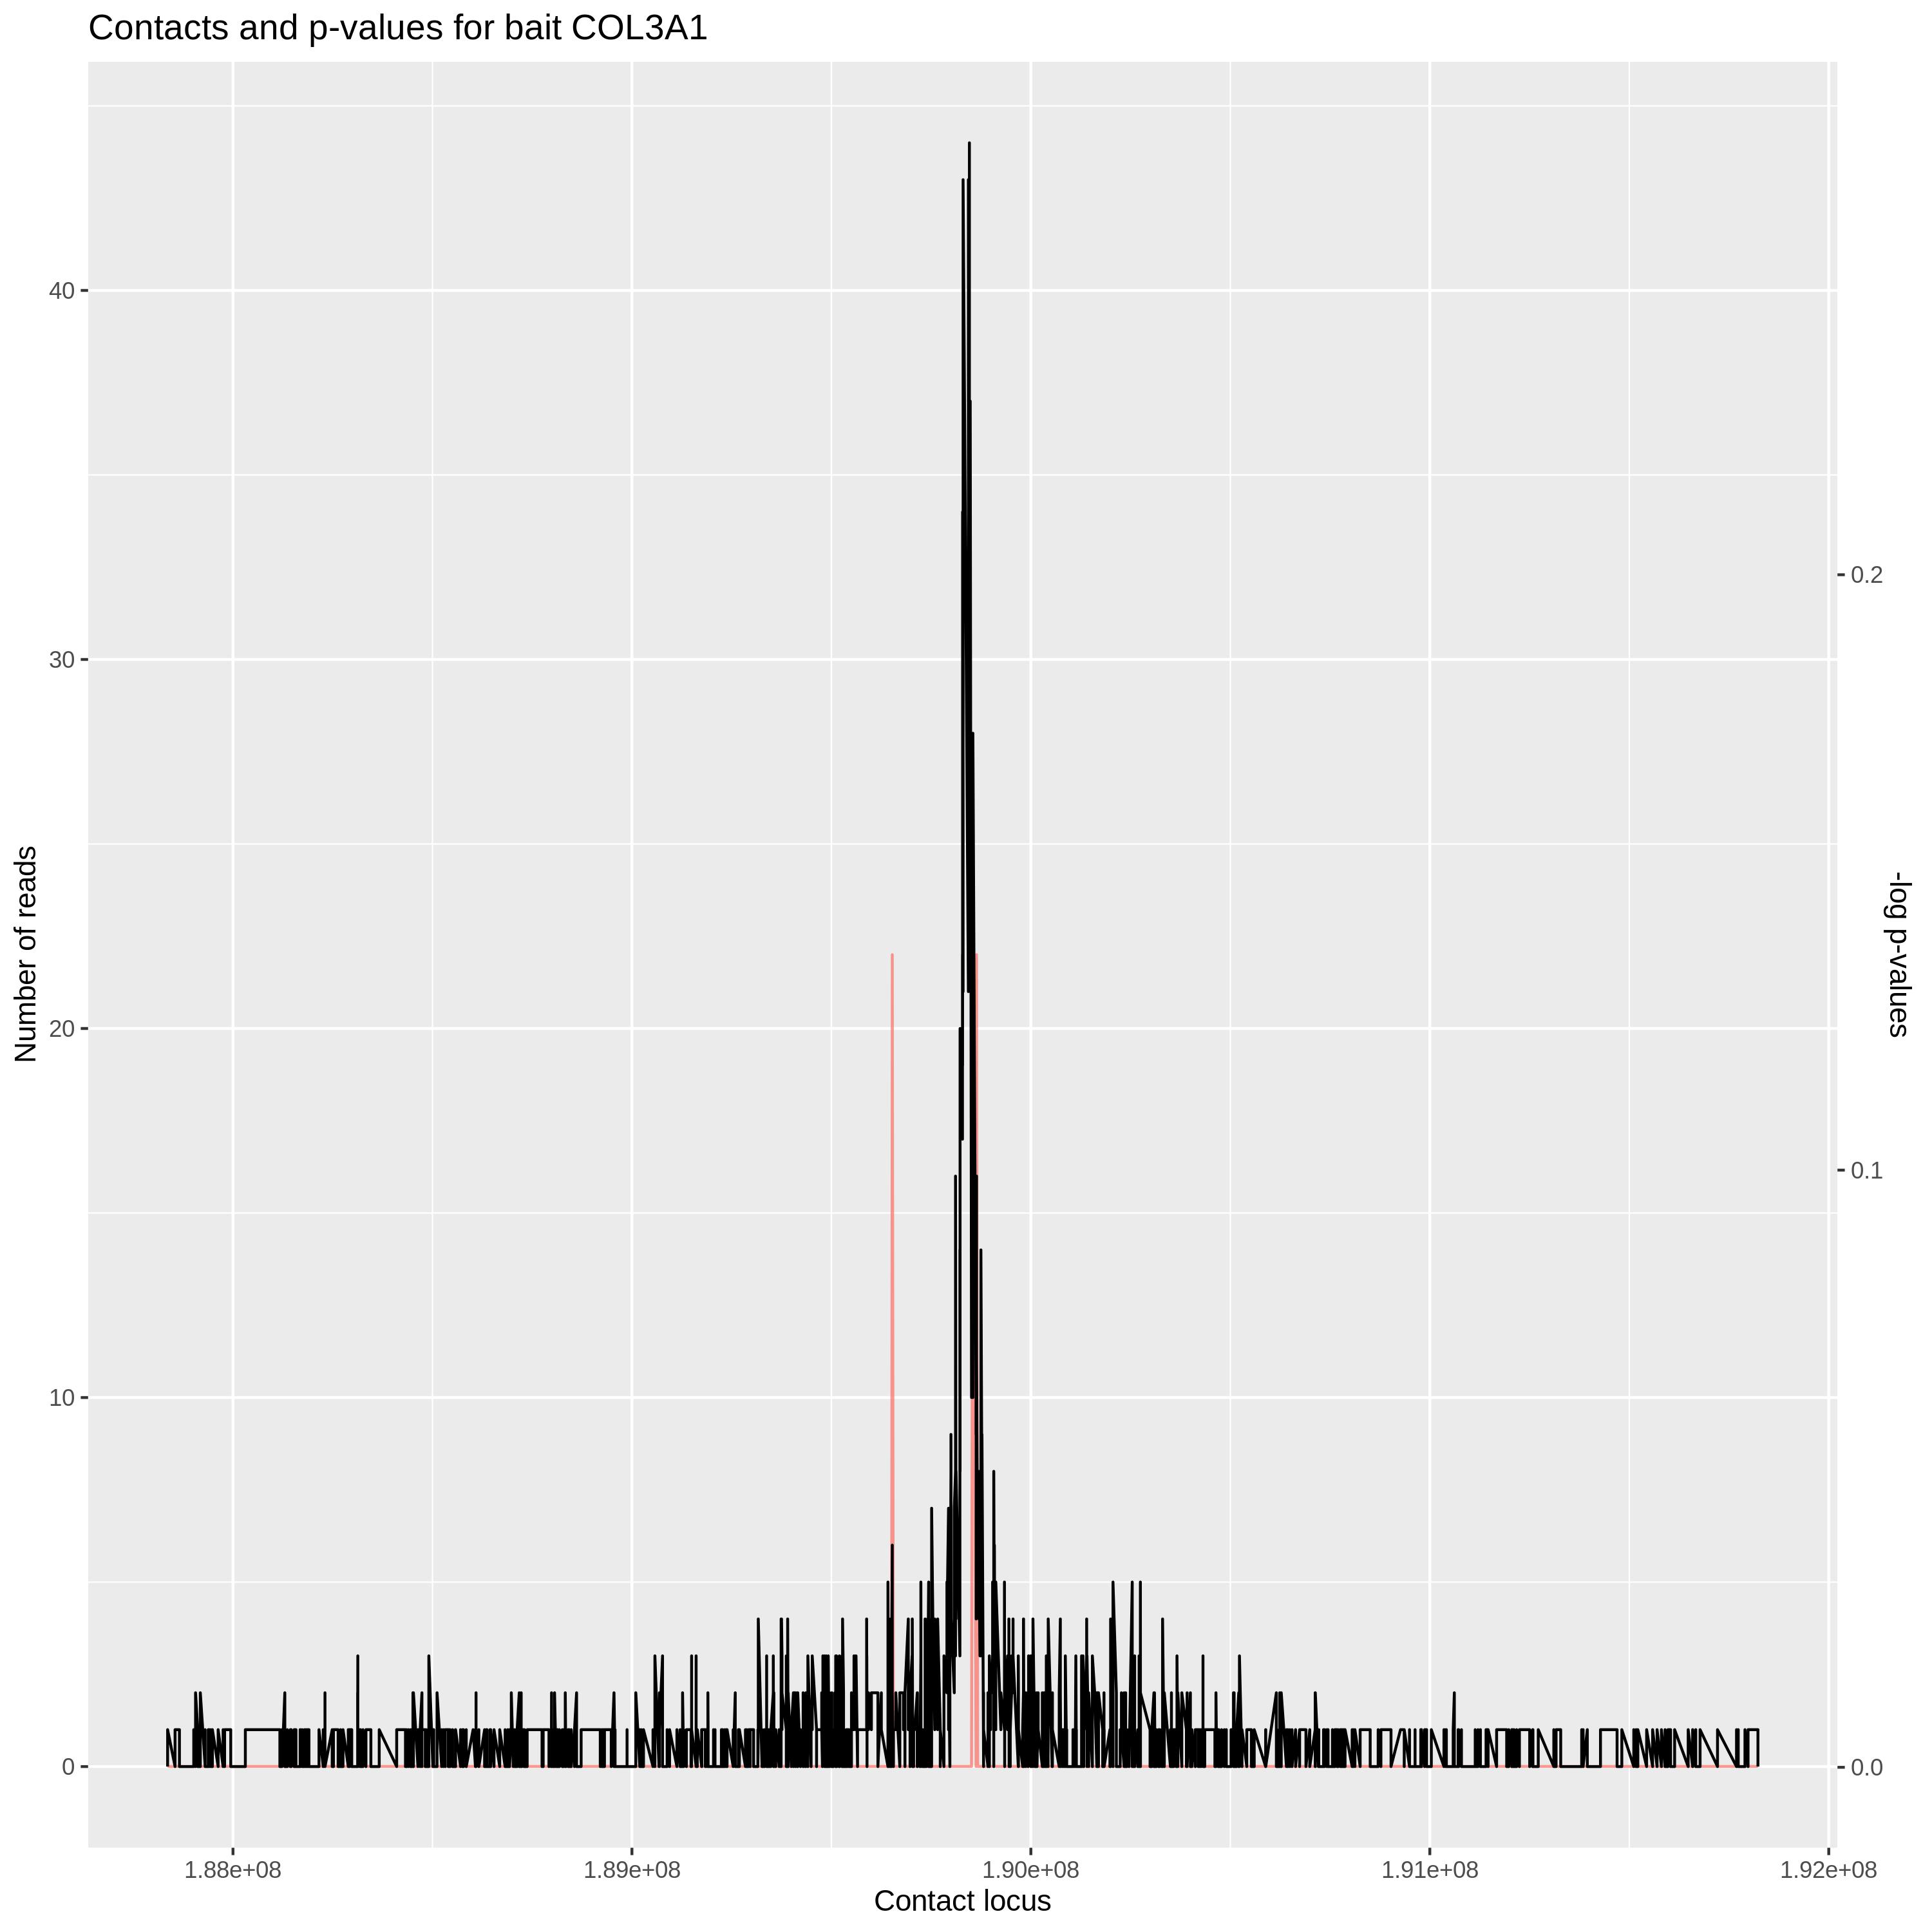 Contacts and p-values for bait COL3A1
40
30
20
10
0
Number of reads
0.2
0.1
0.0
-log p-values
1.88e+08 1.89e+08 1.90e+08 1.91e+08 1.92e+08
Contact locus